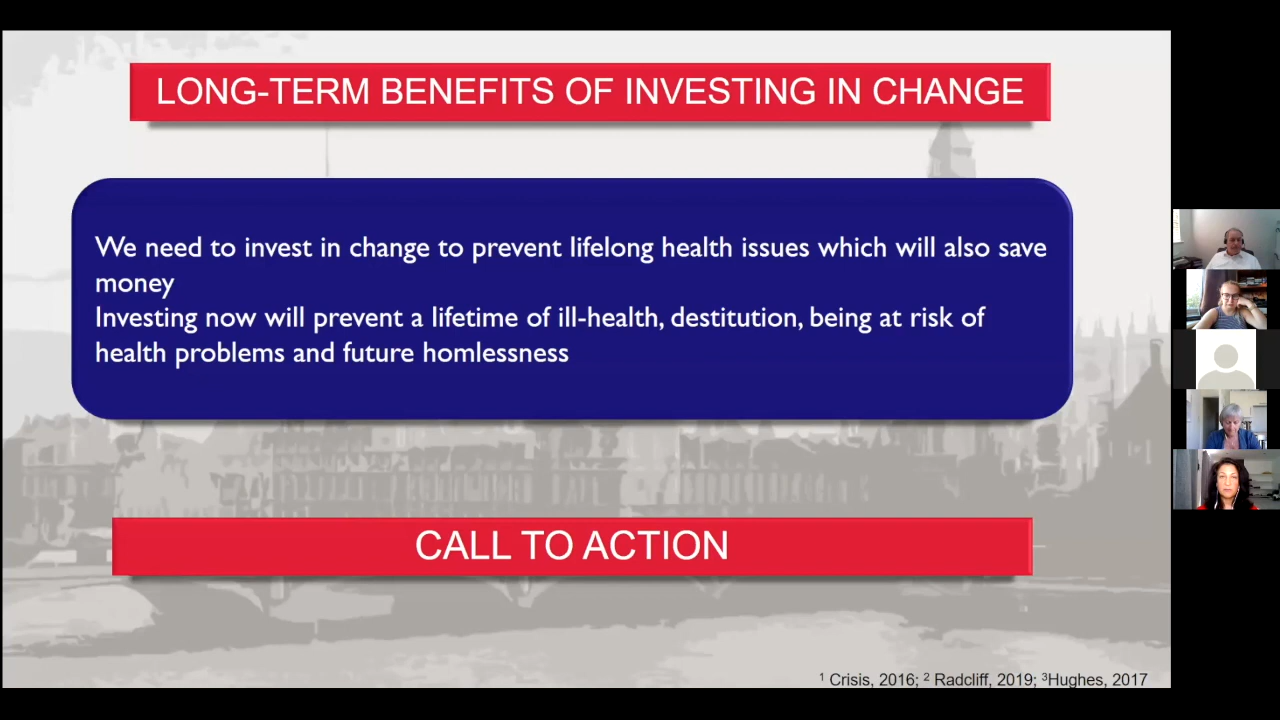 LONG-TERM BENEFITS OF INVESTING IN CHANGE
We need to invest in change to prevent lifelong health issues which will also save
money
Investing now will prevent a lifetime of ill-health, destitution, being at risk of
health problems and future homlessness
CALL TO ACTION
¹ Crisis, 2016; ² Radcliff, 2019; ³Hughes, 2017